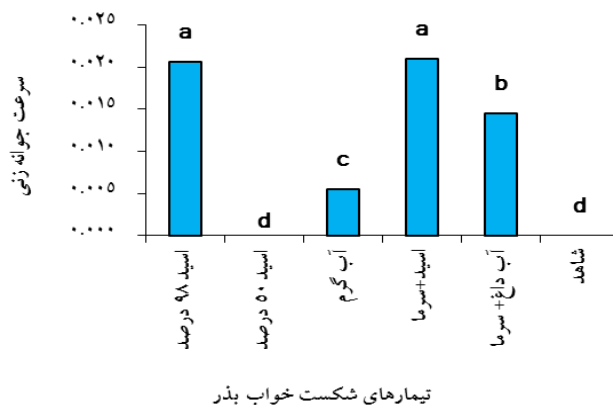 ۰.۰۲۵
۰.۰۲۰
۰.۰۱۵
۰.۰۱۰
۰.۰۰۵
۰.۰۰۰
سرعت جوانه زنی
a
d
c
a
b
d
اسید ۹۸ درصد
اسید ۵۰ درصد
آب گرم
اسید+سرما
آب داغ+ سرما
شاهد
تیمارهای شکست خواب بذر